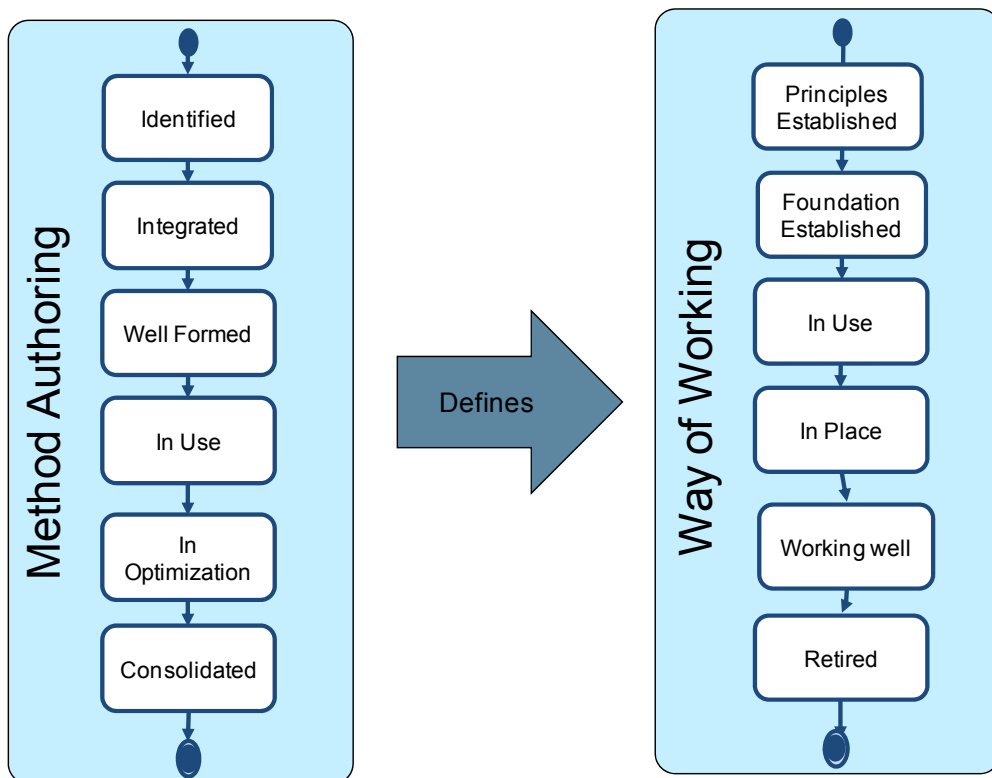 Method Authoring
Identified
Integrated
Well Formed
In Use
In
Optimization
Consolidated
Defines
Way of Working
Principles
Established
Foundation
Established
In Use
In Place
Working well
Retired